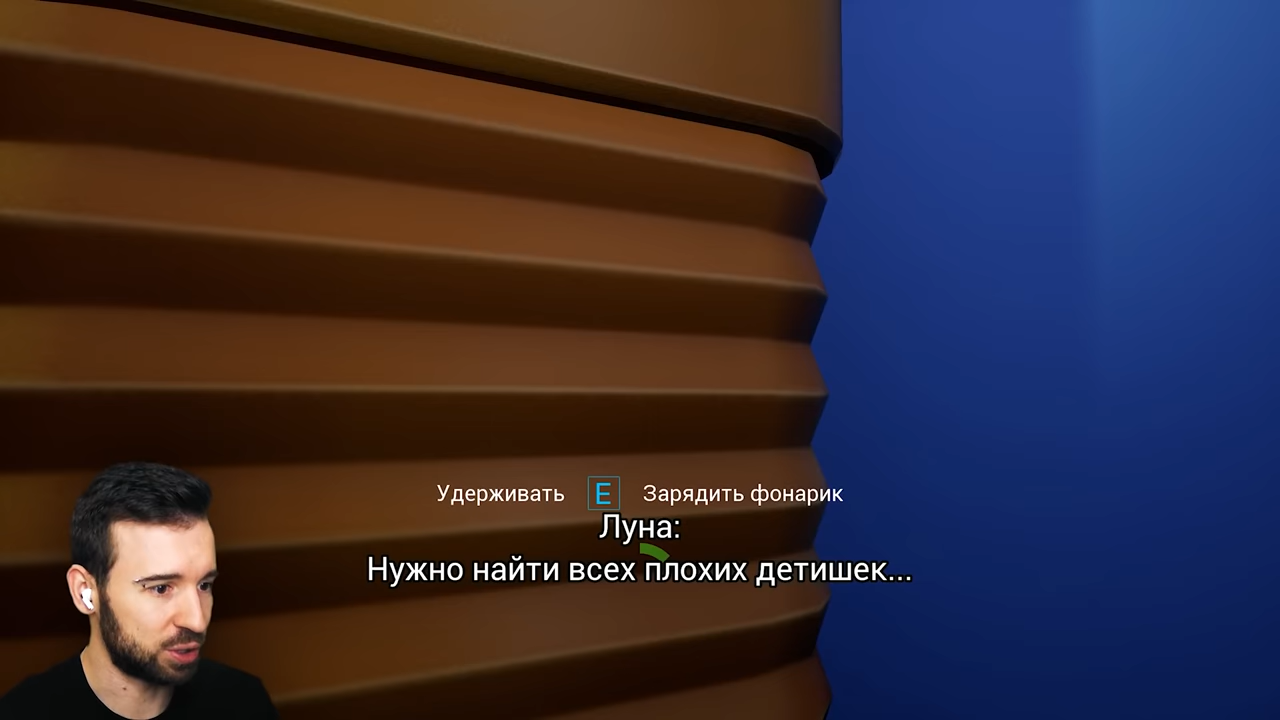 Удерживать E Зарядить фонарик
Луна:
Нужно найти всех плохих детишек...